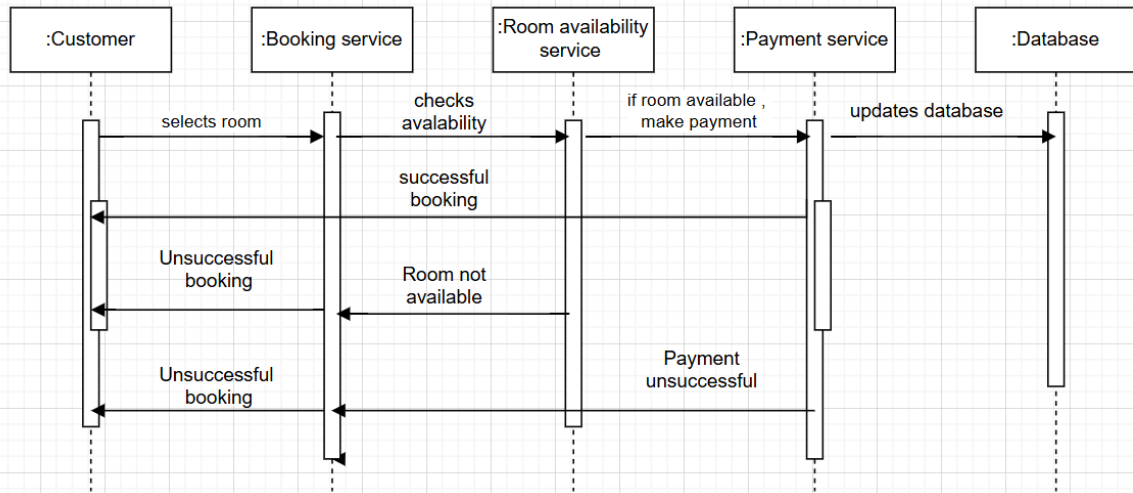 :Customer
:Booking service
:Room availability
service
:Payment service
:Database
selects room
checks
avalability
if room available ,
make payment
updates database
successful
booking
Unsuccessful
booking
Room not
available
Unsuccessful
booking
Payment
unsuccessful